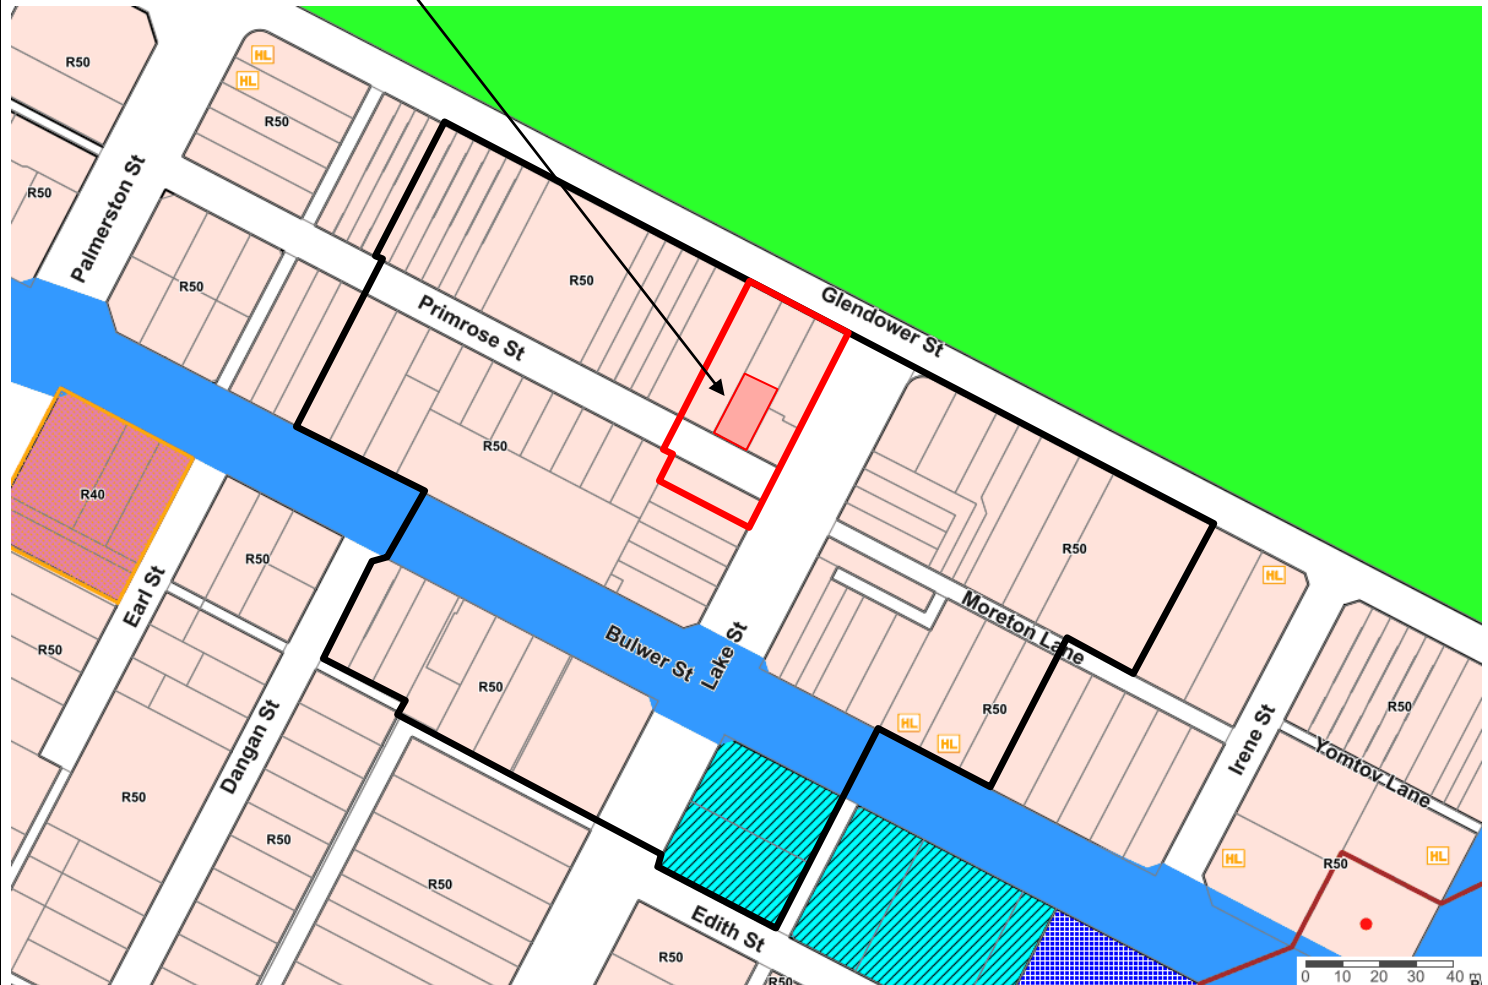 R50
HL
HL
R50
R50
Palmerston St
R50
R50
Glendower St
Primrose St
R50
R40
R50
R50
HL
Earl St
Moreton Lane
R50
Bulwer St
Lake St
R50
R50
HL
HL
R50
Irene St
Yomtov Lane
Dangan St
R50
R50
R50
HL
R50
HL
R50
Edith St
R50
R50
0 10 20 30 40 m